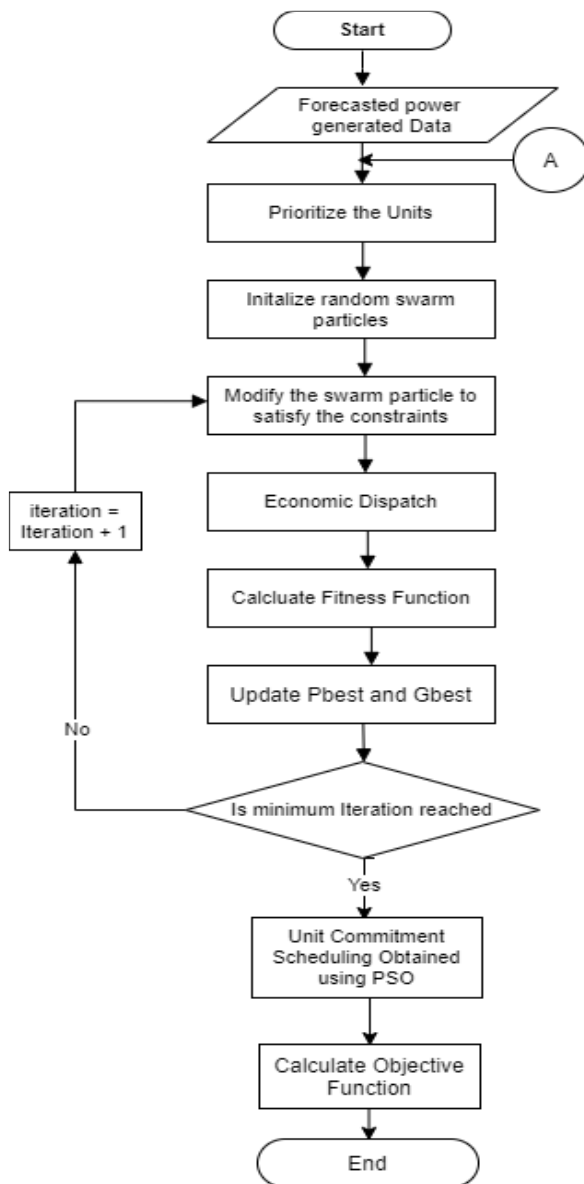 Start
Forecasted power
generated Data
A
Prioritize the Units
Initalize random swarm
particles
Modify the swarm particle to
satisfy the constraints
iteration =
Iteration + 1
Economic Dispatch
Calcluate Fitness Function
Update Pbest and Gbest
No
Is minimum Iteration reached
Yes
Unit Commitment
Scheduling Obtained
using PSO
Calculate Objective
Function
End